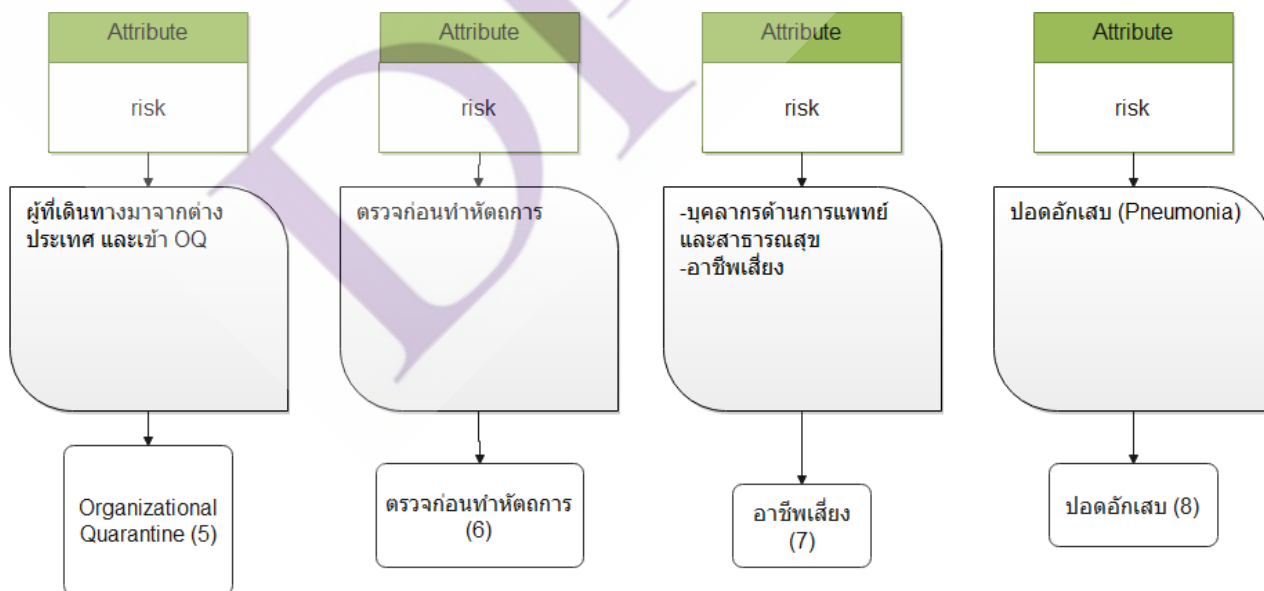 Attribute
risk
ผู้ที่เดินทางมาจากต่าง
ประเทศ และเข้า OQ
Organizational
Quarantine (5)
Attribute
risk
ตรวจก่อนทำหัตถการ
ตรวจก่อนทำหัตถการ
(6)
Attribute
risk
-บุคลากรด้านการแพทย์
และสาธารณสุข
-อาชีพเสี่ยง
อาชีพเสี่ยง
(7)
Attribute
risk
ปอดอักเสบ (Pneumonia)
ปอดอักเสบ (8)